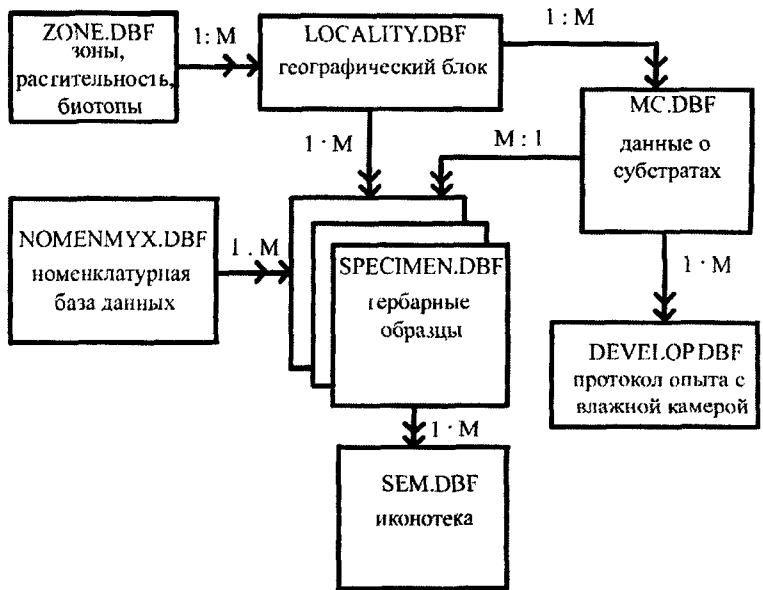 ZONE.DBF
зоны,
растительность,
биотопы
1: М
LOCALITY.DBF
географический блок
1:М
МС.DBF
данные о
субстратах
1 · М
М : 1
NOMENMYX.DBF
номенклатурная
база данных
1 . М
SPECIMEN.DBF
гербарные
образцы
1 · М
DEVELOP.DBF
протокол опыта с
влажной камерой
1 · М
SEM.DBF
иконотека